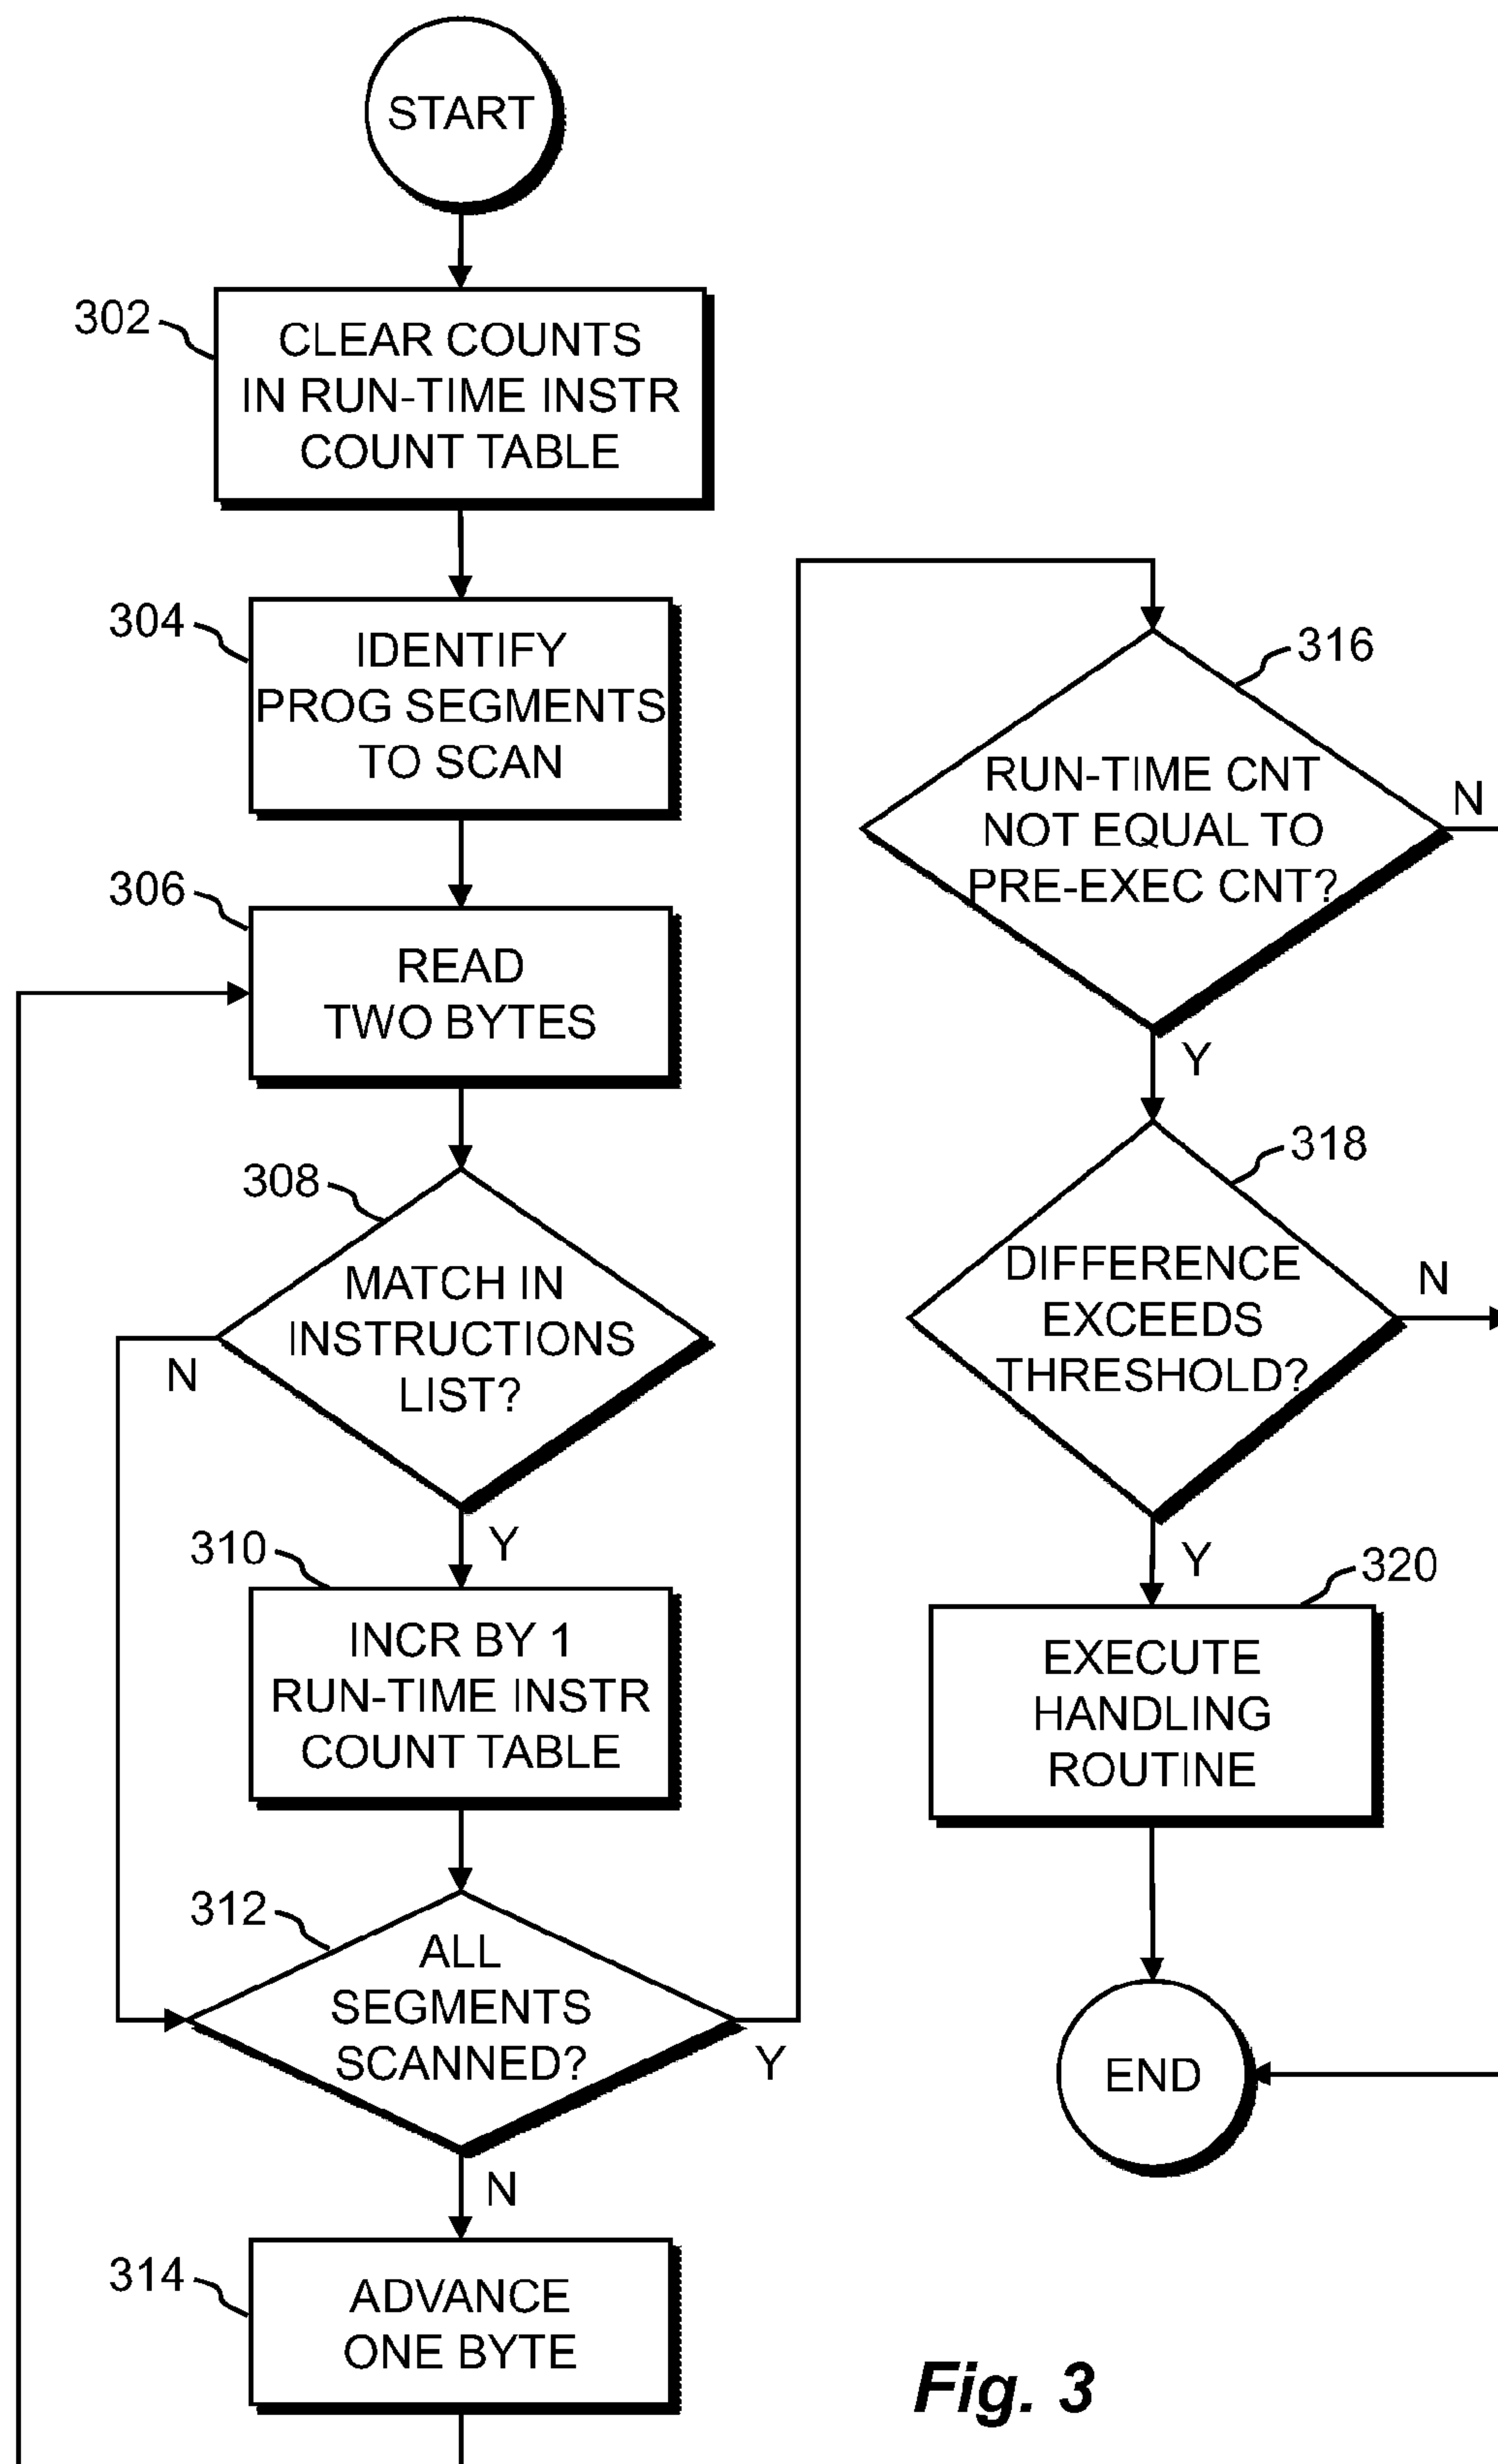 START
302
CLEAR COUNTS
IN RUN-TIME INSTR
COUNT TABLE
304
IDENTIFY
PROG SEGMENTS
TO SCAN
306
READ
TWO BYTES
308
MATCH IN
INSTRUCTIONS
LIST?
N
Y
310
INCR BY 1
RUN-TIME INSTR
COUNT TABLE
312
ALL
SEGMENTS
SCANNED?
Y
N
314
ADVANCE
ONE BYTE
316
RUN-TIME CNT
NOT EQUAL TO
PRE-EXEC CNT?
N
Y
318
DIFFERENCE
EXCEEDS
THRESHOLD?
N
Y
320
EXECUTE
HANDLING
ROUTINE
END
Fig. 3